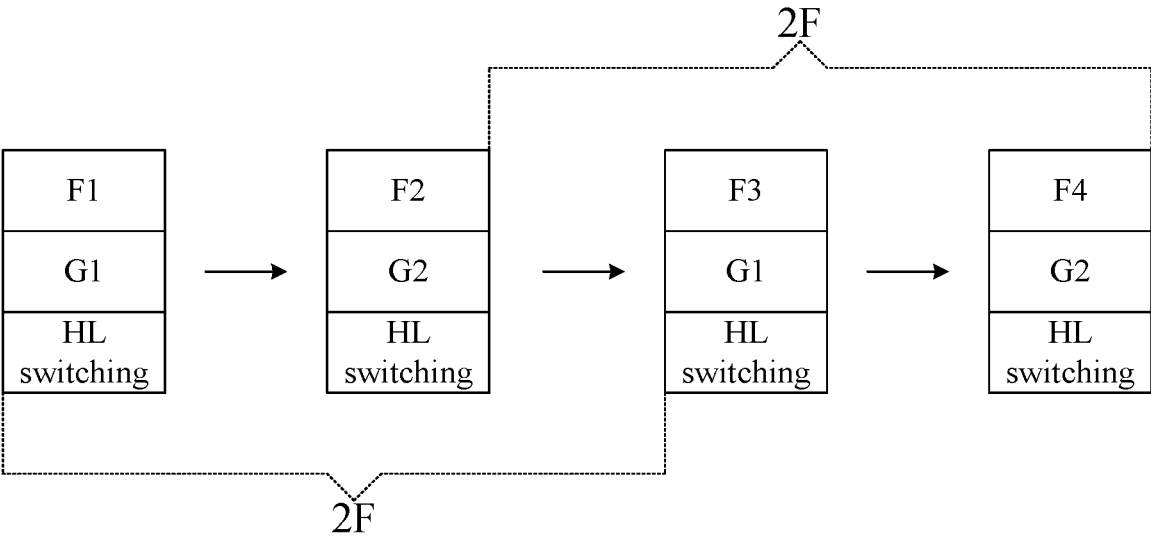 2F
F1
G1
HL
switching
F2
G2
HL
switching
F3
G1
HL
switching
F4
G2
HL
switching
2F